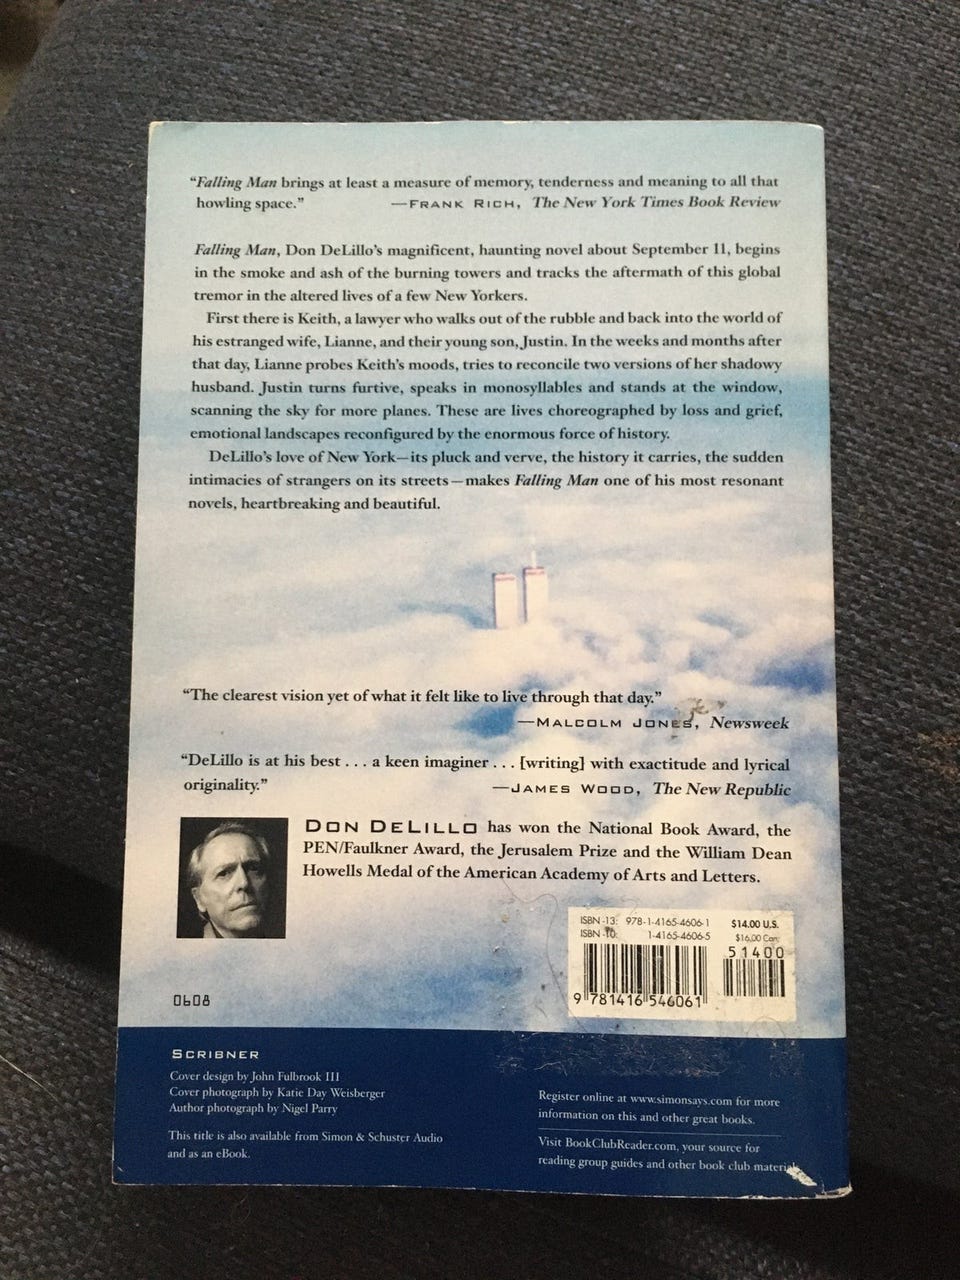 “Falling Man brings at least a measure of memory, tenderness and meaning to all that
howling space.” —FRANK RICH, The New York Times Book Review
Falling Man, Don DeLillo’s magnificent, haunting novel about September 11, begins
in the smoke and ash of the burning towers and tracks the aftermath of this global
tremor in the altered lives of a few New Yorkers.
First there is Keith, a lawyer who walks out of the rubble and back into the world of
his estranged wife, Lianne, and their young son, Justin. In the weeks and months after
that day, Lianne probes Keith’s moods, tries to reconcile two versions of her shadowy
husband. Justin turns furtive, speaks in monosyllables and stands at the window,
scanning the sky for more planes. These are lives choreographed by loss and grief,
emotional landscapes reconfigured by the enormous force of history.
DeLillo’s love of New York—its pluck and verve, the history it carries, the sudden
intimacies of strangers on its streets—makes Falling Man one of his most resonant
novels, heartbreaking and beautiful.
“The clearest vision yet of what it felt like to live through that day.”
—MALCOLM JONES, Newsweek
“DeLillo is at his best . . . a keen imaginer . . . [writing] with exactitude and lyrical
originality.” —JAMES WOOD, The New Republic
DON DELILLO has won the National Book Award, the
PEN/Faulkner Award, the Jerusalem Prize and the William Dean
Howells Medal of the American Academy of Arts and Letters.
ISBN-13: 978-1-4165-4606-1 $14.00 U.S.
ISBN-10: 1-4165-4606-5 $16.00 Can.
51400
9 781416 546061
0608
SCRIBNER
Cover design by John Fulbrook III
Cover photograph by Katie Day Weisberger
Author photograph by Nigel Parry
This title is also available from Simon & Schuster Audio
and as an eBook.
Register online at www.simonsays.com for more
information on this and other great books.
Visit BookClubReader.com, your source for
reading group guides and other book club